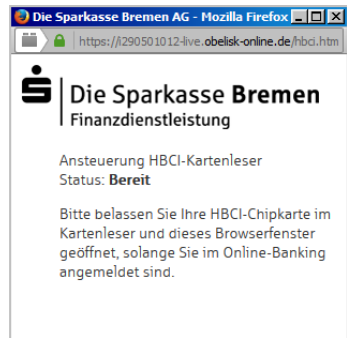 Die Sparkasse Bremen AG - Mozilla Firefox
https://i290501012-live.obelisk-online.de/hbci.htm
Die Sparkasse Bremen
Finanzdienstleistung
Ansteuerung HBCI-Kartenleser
Status: Bereit
Bitte belassen Sie Ihre HBCI-Chipkarte im
Kartenleser und dieses Browserfenster
geöffnet, solange Sie im Online-Banking
angemeldet sind.